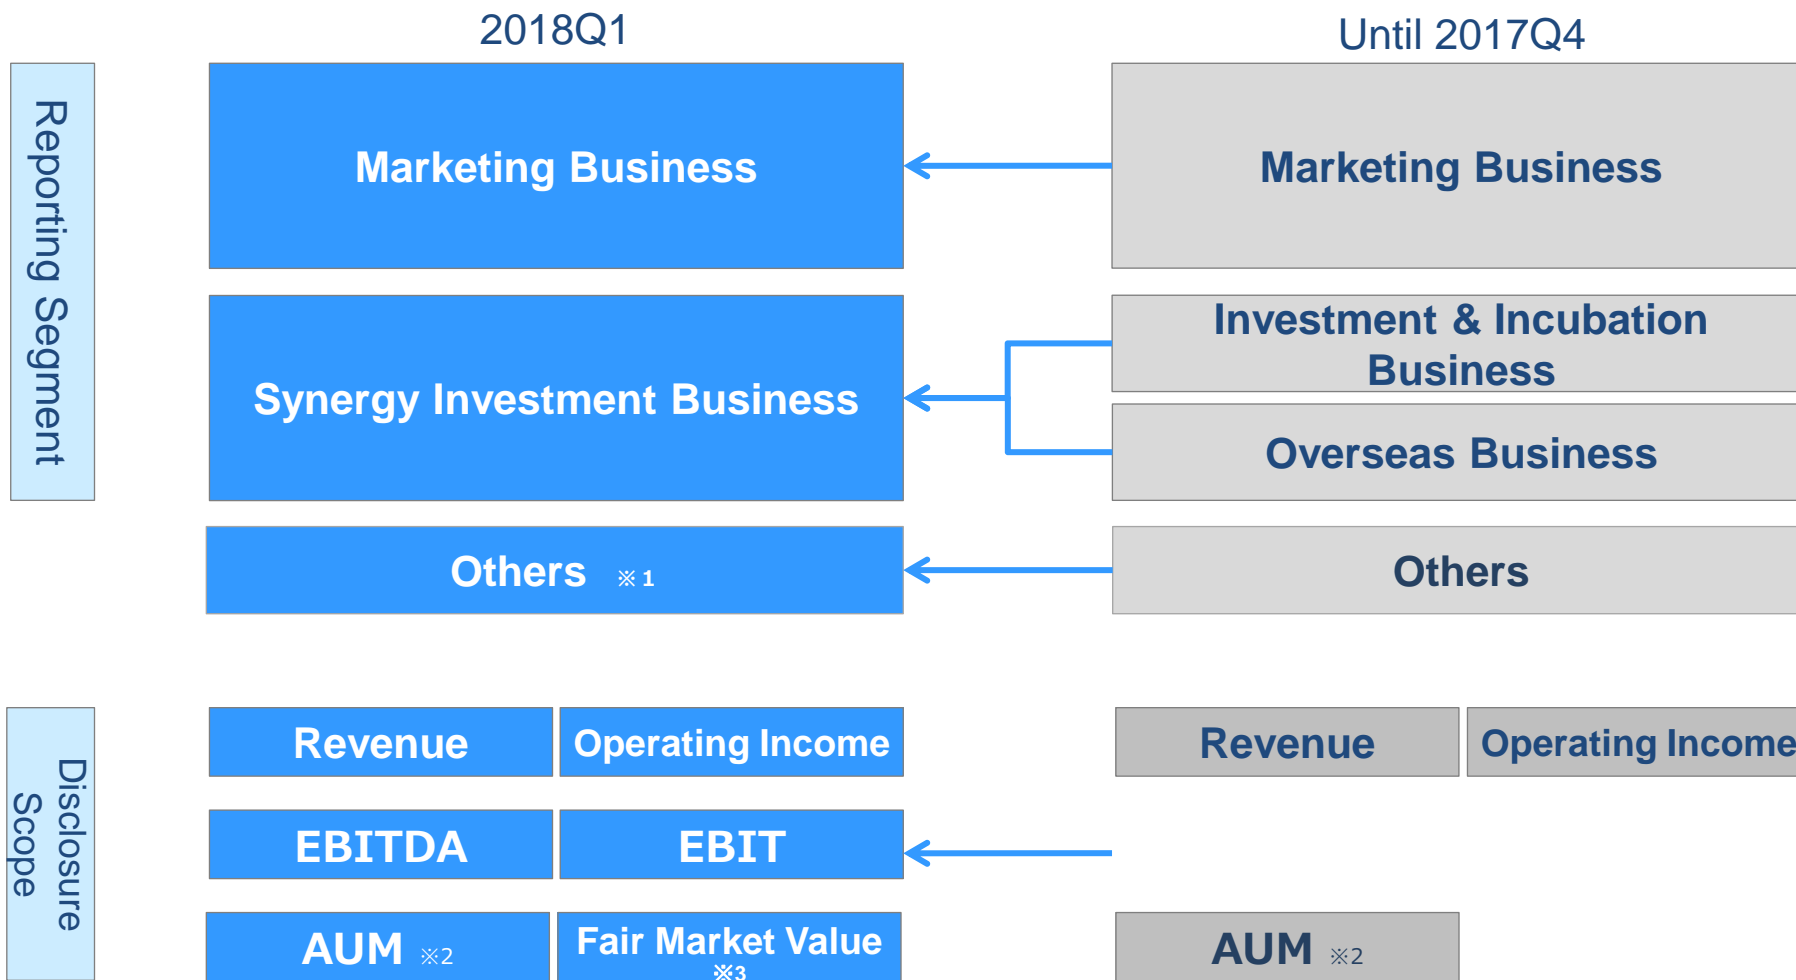 2018Q1
Until 2017Q4
Reporting Segment
Marketing Business
Marketing Business
Synergy Investment Business
Investment & Incubation
Business
Overseas Business
Others ※1
Others
Disclosure
Scope
Revenue
Operating Income
Revenue
Operating Income
EBITDA
EBIT
AUM ※2
Fair Market Value
※3
AUM ※2